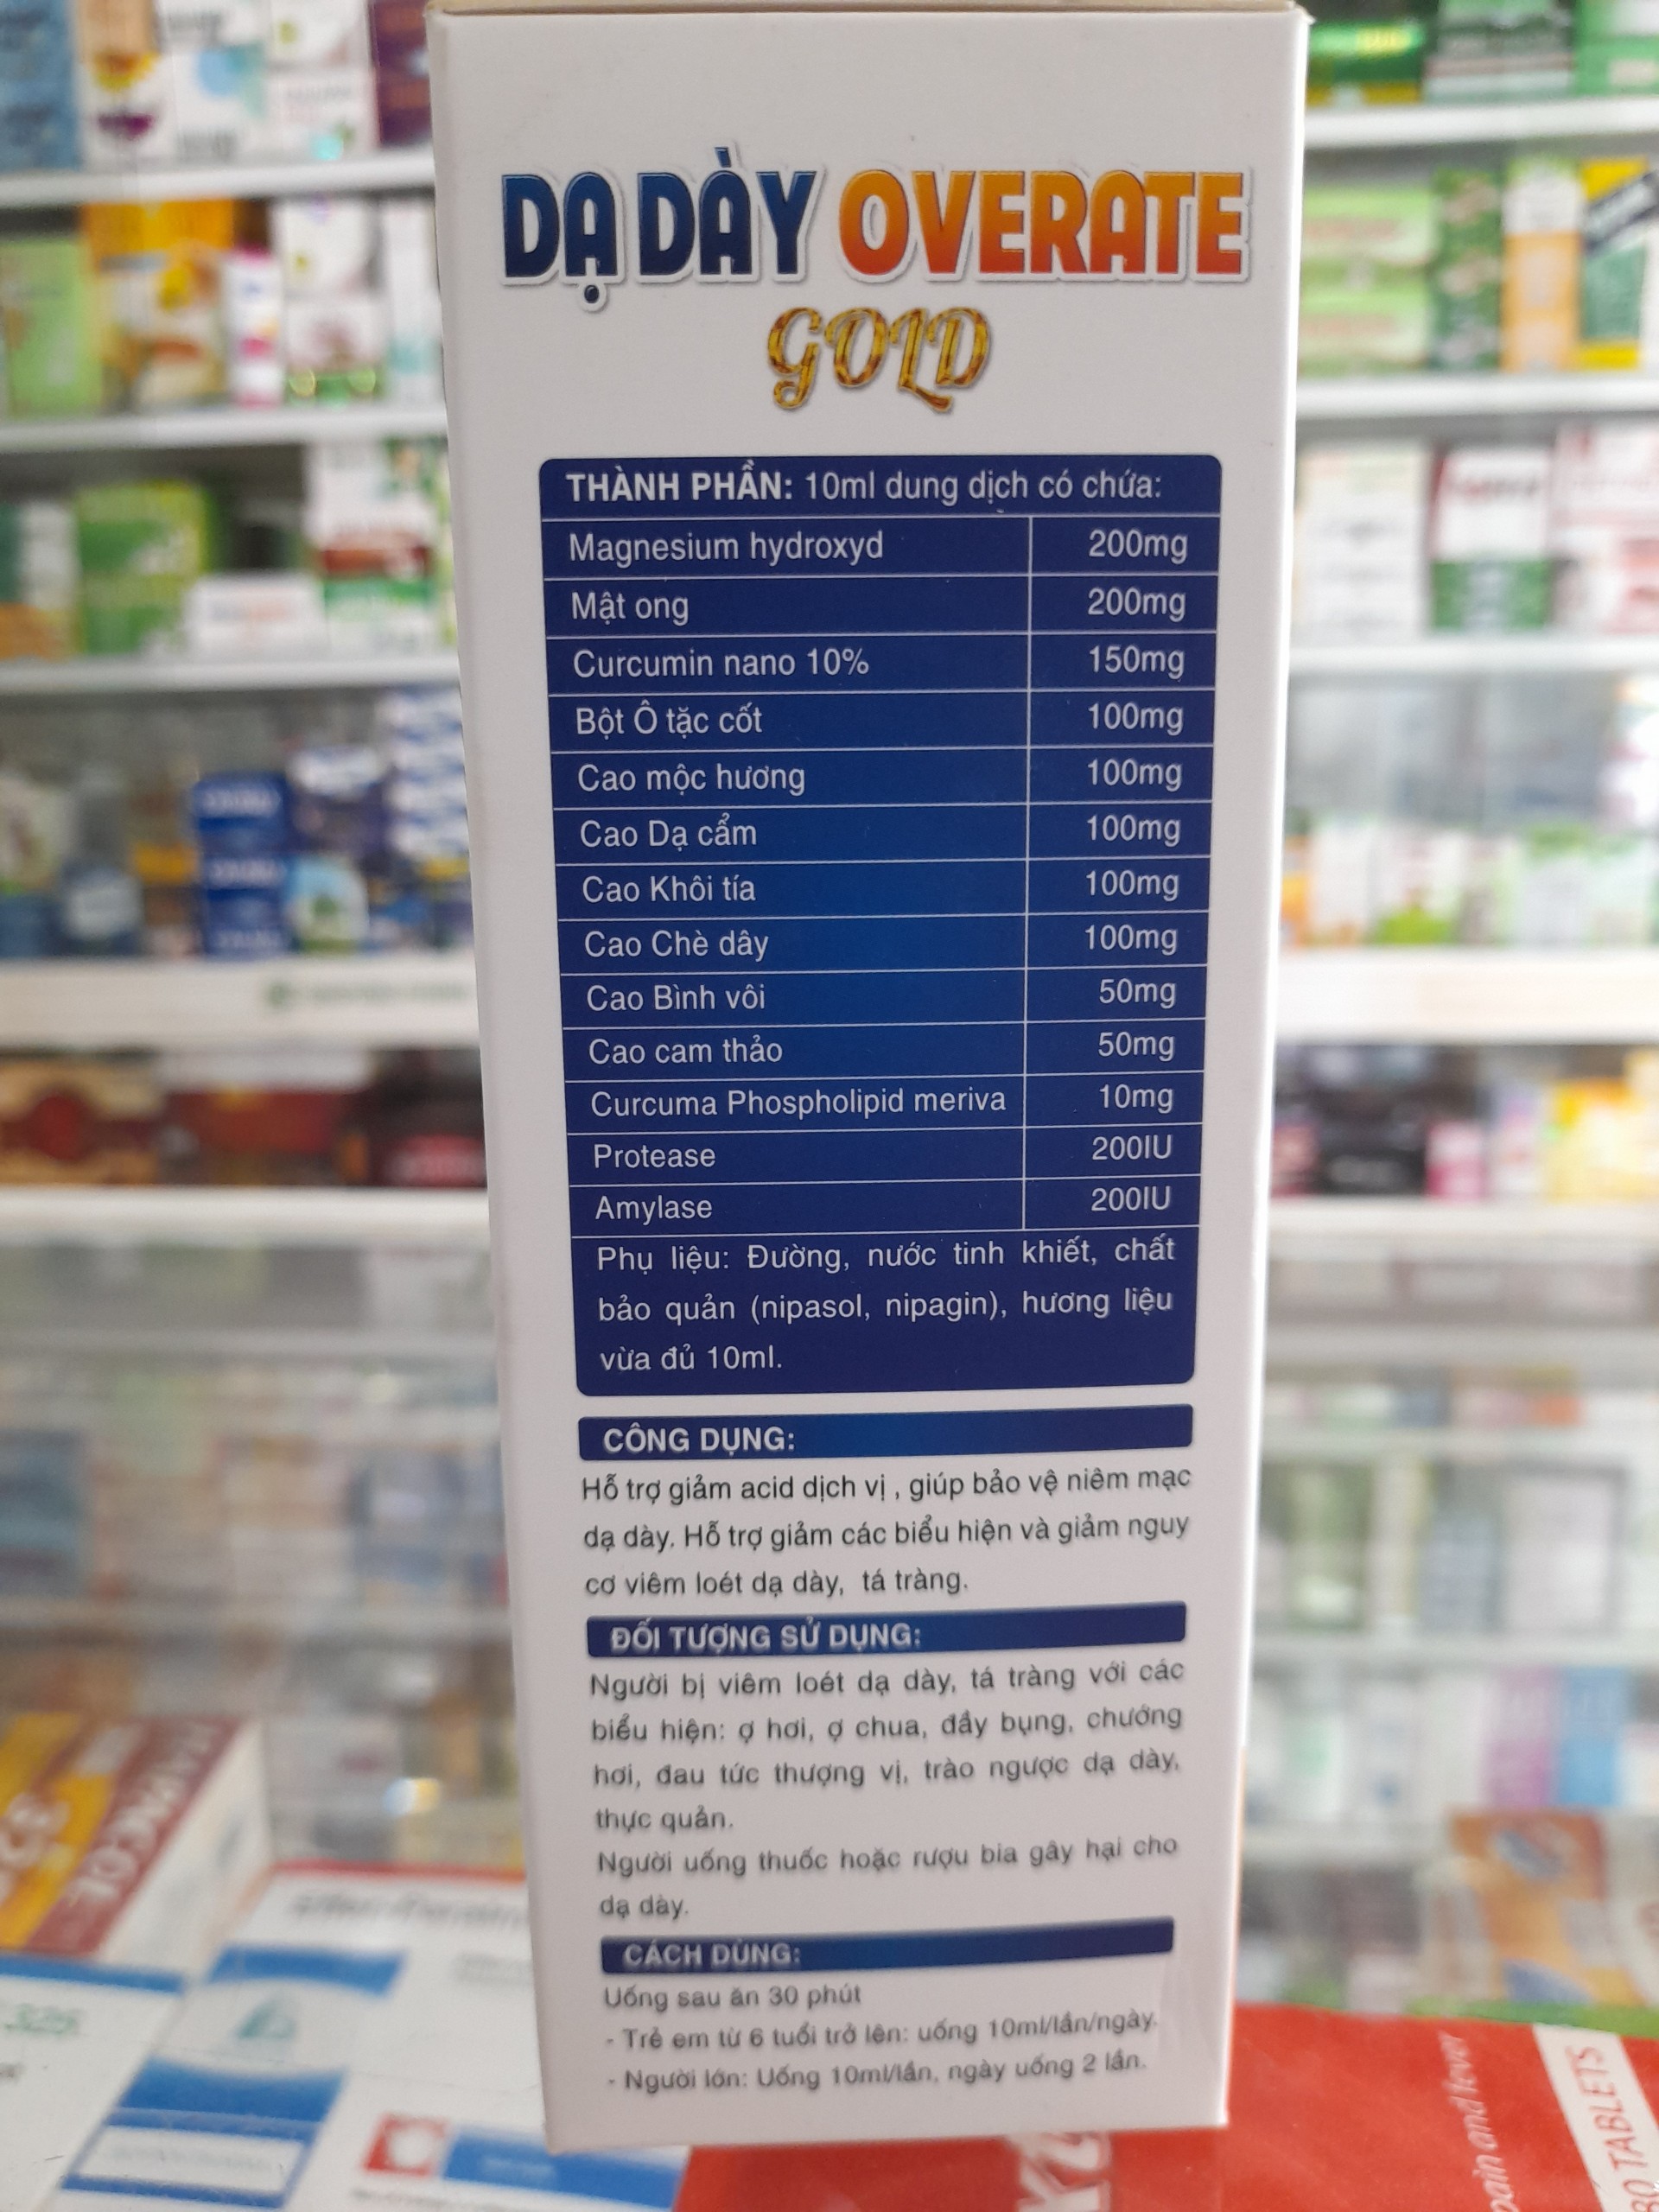 DẠ DÀY OVERATE
GOLD
THÀNH PHẦN: 10ml dung dịch có chứa:
Magnesium hydroxyd 200mg
Mật ong 200mg
Curcumin nano 10% 150mg
Bột Ô tặc cốt 100mg
Cao mộc hương 100mg
Cao Dạ cẩm 100mg
Cao Khôi tía 100mg
Cao Chè dây 100mg
Cao Bình vôi 50mg
Cao cam thảo 50mg
Curcuma Phospholipid meriva 10mg
Protease 200IU
Amylase 200IU
Phụ liệu: Đường, nước tinh khiết, chất
bảo quản (nipasol, nipagin), hương liệu
vừa đủ 10ml.
CÔNG DỤNG:
Hỗ trợ giảm acid dịch vị , giúp bảo vệ niêm mạc
dạ dày. Hỗ trợ giảm các biểu hiện và giảm nguy
cơ viêm loét dạ dày, tá tràng.
ĐỐI TƯỢNG SỬ DỤNG:
Người bị viêm loét dạ dày, tá tràng với các
biểu hiện: ợ hơi, ợ chua, đầy bụng, chướng
hơi, đau tức thượng vị, trào ngược dạ dày,
thực quản.
Người uống thuốc hoặc rượu bia gây hại cho
dạ dày.
CÁCH DÙNG:
Uống sau ăn 30 phút
- Trẻ em từ 6 tuổi trở lên: uống 10ml/lần/ngày.
- Người lớn: Uống 10ml/lần, ngày uống 2 lần.
325
pain and fever
80 TABLETS